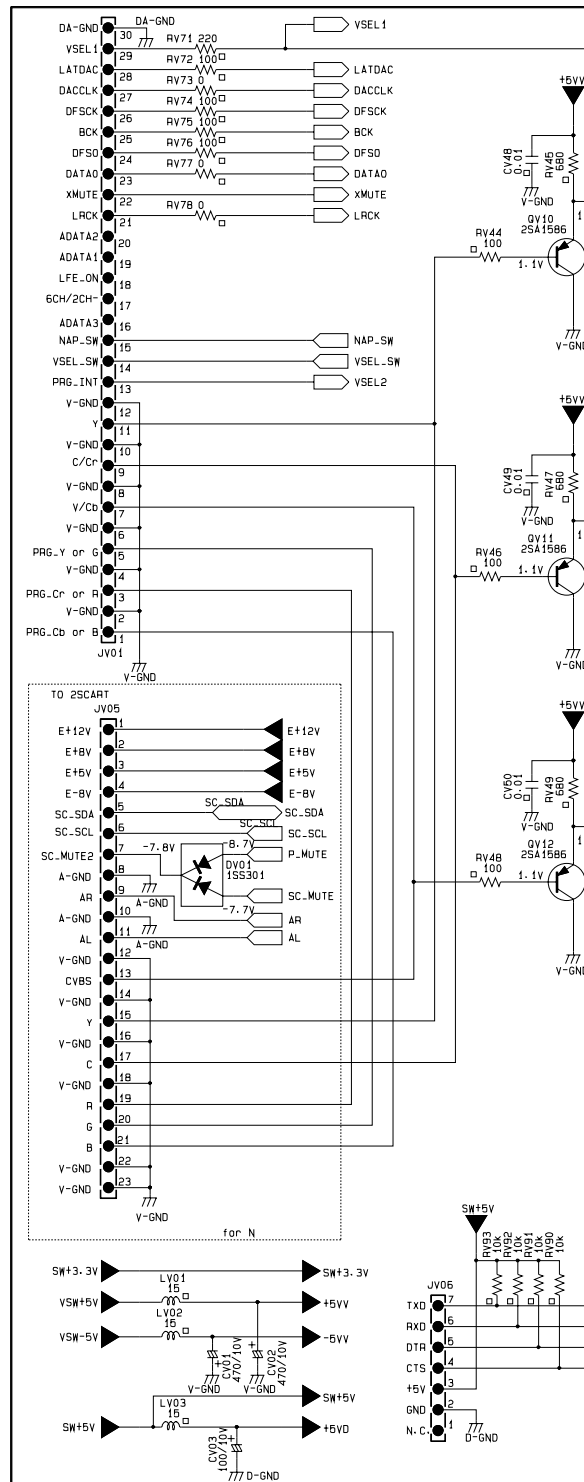 DA-GND
30
DA-GND
VSEL1
29
RV71 220
VSEL1
LATDAC
28
RV72 100
LATDAC
DACCLK
27
RV73 0
DACCLK
DFSCK
26
RV74 100
DFSCK
BCK
25
RV75 100
BCK
DFSO
24
RV76 100
DFSO
DATA0
23
RV77 0
DATA0
XMUTE
22
XMUTE
LRCK
21
RV78 0
LRCK
ADATA2
20
ADATA1
19
LFE_ON
18
6CH/2CH-
17
ADATA3
16
NAP_SW
15
NAP_SW
VSEL_SW
14
VSEL_SW
PRG_INT
13
VSEL2
V-GND
12
Y
11
V-GND
10
C/Cr
9
V-GND
8
V/Cb
7
V-GND
6
PRG_Y or G
5
V-GND
4
PRG_Cr or R
3
V-GND
2
PRG_Cb or B
1
JV01
V-GND
+5VV
CV48
0.01
RV45
680
V-GND
QV10
2SA1586
RV44
100
1.1V
1
V-GND
+5VV
CV49
0.01
RV47
680
V-GND
QV11
2SA1586
RV46
100
1.1V
1
V-GND
+5VV
CV50
0.01
RV49
680
V-GND
QV12
2SA1586
RV48
100
1.1V
1
V-GND
TO 2SCART
JV05
E+12V
1
E+12V
E+8V
2
E+8V
E+5V
3
E+5V
E-8V
4
E-8V
SC_SDA
5
SC_SDA
SC_SDA
SC_SCL
6
SC_SCL
SC_SCL
SC_MUTE2
7
-7.8V
-8.7V
P_MUTE
DV01
1SS301
A-GND
8
A-GND
SC_MUTE
-7.7V
AR
9
AR
A-GND
10
A-GND
AL
11
AL
V-GND
12
CVBS
13
V-GND
14
Y
15
V-GND
16
C
17
V-GND
18
R
19
G
20
B
21
V-GND
22
V-GND
23
V-GND
for N
SW+3.3V
SW+3.3V
VSW+5V
LV01
15
+5VV
VSW-5V
LV02
15
-5VV
CV01
470/10V
CV02
470/10V
V-GND
V-GND
SW+5V
SW+5V
LV03
15
+5VD
CV03
100/10V
D-GND
SW+5V
RV93
10k
RV92
10k
RV91
10k
RV90
10k
JV06
TXD
7
RXD
6
DTR
5
CTS
4
+5V
3
GND
2
N.C.
1
D-GND